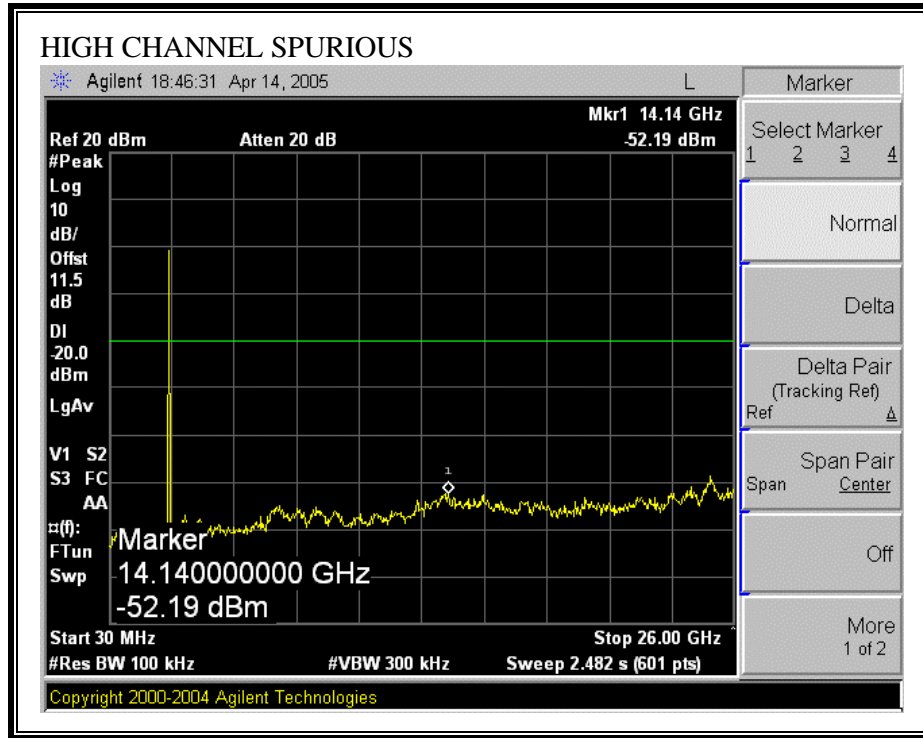 HIGH CHANNEL SPURIOUS
Agilent 18:46:31 Apr 14, 2005 L
Mkr1 14.14 GHz
Ref 20 dBm Atten 20 dB -52.19 dBm
#Peak
Log
10
dB/
Offst
11.5
dB
DI
-20.0
dBm
LgAv
V1 S2
S3 FC
AA
¤(f):
FTun
Swp
1
Marker
14.140000000 GHz
-52.19 dBm
Start 30 MHz Stop 26.00 GHz
#Res BW 100 kHz #VBW 300 kHz Sweep 2.482 s (601 pts)
Copyright 2000-2004 Agilent Technologies
Marker
Select Marker
1 2 3 4
Normal
Delta
Delta Pair
(Tracking Ref)
Ref Δ
Span Pair
Span Center
Off
More
1 of 2